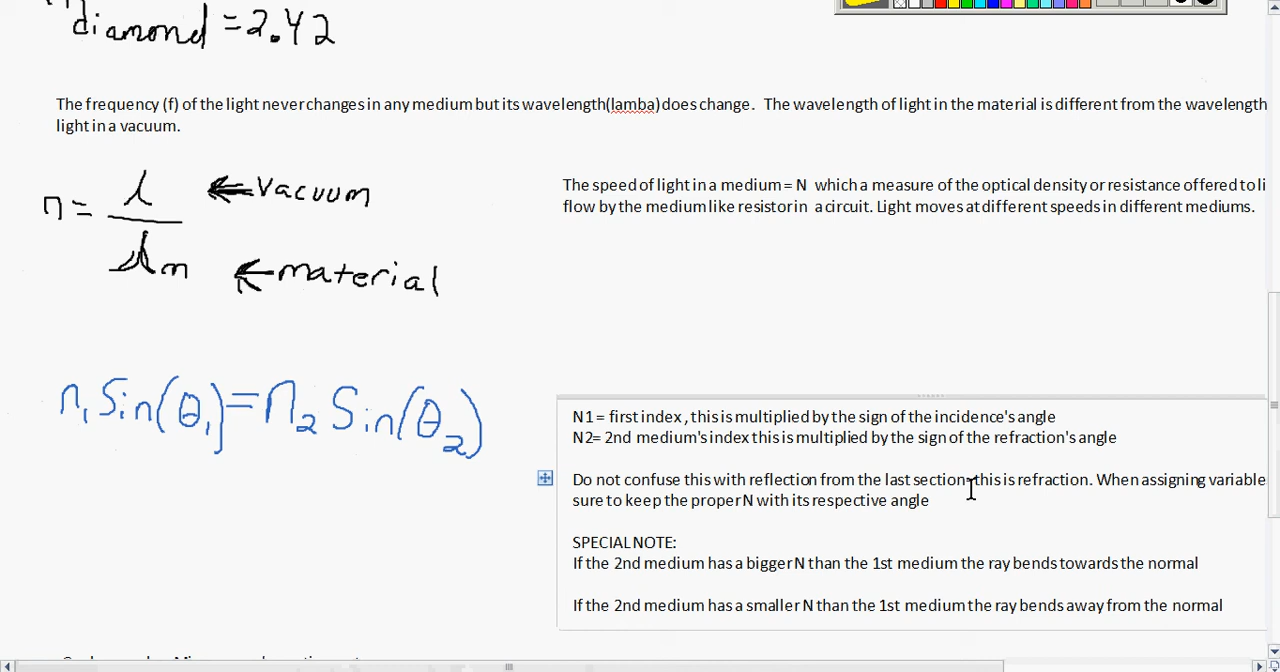 diamond = 2.42
The frequency (f) of the light never changes in any medium but its wavelength(lamba) does change. The wavelength of light in the material is different from the wavelength
light in a vacuum.
The speed of light in a medium = N which a measure of the optical density or resistance offered to li
flow by the medium like resistor in a circuit. Light moves at different speeds in different mediums.
n = λ ← Vacuum
λm ← material
n₁ Sin(θ₁) = n₂ Sin(θ₂)
N1 = first index , this is multiplied by the sign of the incidence's angle
N2= 2nd medium's index this is multiplied by the sign of the refraction's angle
Do not confuse this with reflection from the last section, this is refraction. When assigning variable
sure to keep the proper N with its respective angle
SPECIAL NOTE:
If the 2nd medium has a bigger N than the 1st medium the ray bends towards the normal
If the 2nd medium has a smaller N than the 1st medium the ray bends away from the normal